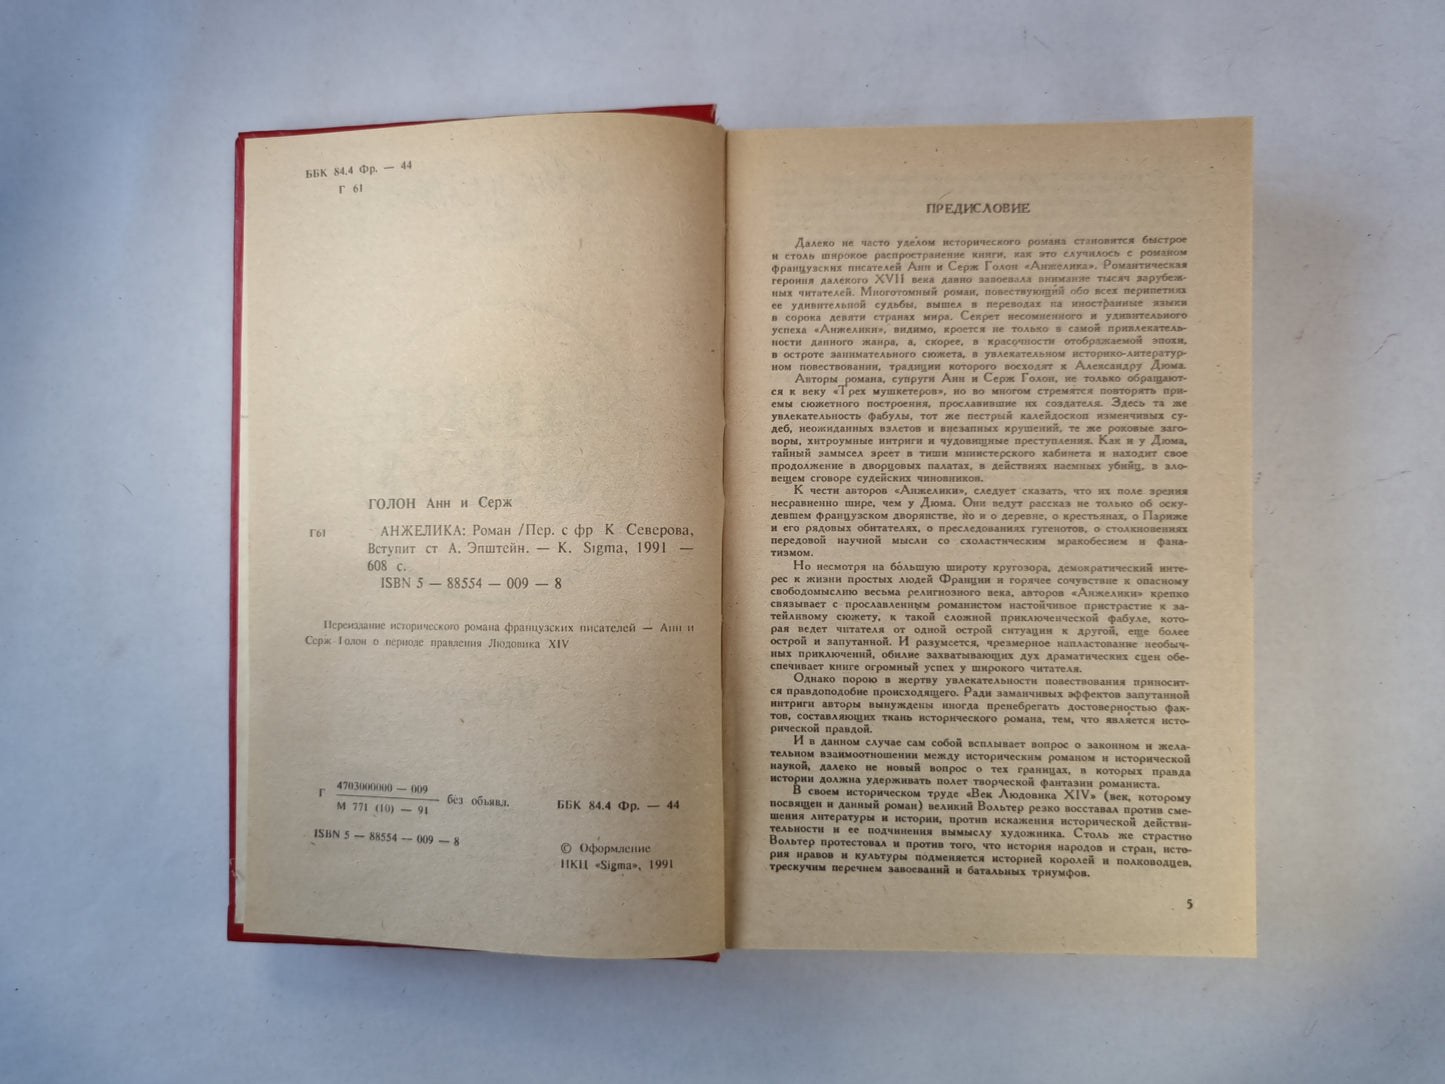 ББК 84.4 Фр. — 44
Г 61
ГОЛОН Анн и Серж
Г61 АНЖЕЛИКА: Роман /Пер. с фр К Северова,
Вступит ст А. Эпштейн. — К. Sigma, 1991 —
608 с.
ISBN 5 — 88554 — 009 — 8
Переиздание исторического романа французских писателей — Анн и
Серж Голон о периоде правления Людовика XIV
Г 4703000000 — 009
М 771 (10) — 91 без объявл.
ББК 84.4 Фр. — 44
ISBN 5 — 88554 — 009 — 8
© Оформление
НКЦ «Sigma», 1991
ПРЕДИСЛОВИЕ
Далеко не часто уделом исторического романа становятся быстрое
и столь широкое распространение книги, как это случилось с романом
французских писателей Анн и Серж Голон «Анжелика». Романтическая
героиня далекого XVII века давно завоевала внимание тысяч зарубеж-
ных читателей. Многотомный роман, повествующий обо всех перипетиях
ее удивительной судьбы, вышел в переводах на иностранные языки
в сорока девяти странах мира. Секрет несомненного и удивительного
успеха «Анжелики», видимо, кроется не только в самой привлекатель-
ности данного жанра, а, скорее, в красочности отображаемой эпохи,
в остроте занимательного сюжета, в увлекательном историко-литератур-
ном повествовании, традиции которого восходят к Александру Дюма.
Авторы романа, супруги Анн и Серж Голон, не только обращают-
ся к веку «Трех мушкетеров», но во многом стремятся повторять при-
емы сюжетного построения, прославившие их создателя. Здесь та же
увлекательность фабулы, тот же пестрый калейдоскоп изменчивых су-
деб, неожиданных взлетов и внезапных крушений, те же роковые заго-
воры, хитроумные интриги и чудовищные преступления. Как и у Дюма,
тайный замысел зреет в тиши министерского кабинета и находит свое
продолжение в дворцовых палатах, в действиях наемных убийц, в зло-
вещем сговоре судейских чиновников.
К чести авторов «Анжелики», следует сказать, что их поле зрения
несравненно шире, чем у Дюма. Они ведут рассказ не только об оску-
девшем французском дворянстве, но и о деревне, о крестьянах, о Париже
и его рядовых обитателях, о преследованиях гугенотов, о столкновениях
передовой научной мысли со схоластическим мракобесием и фана-
тизмом.
Но несмотря на бо́льшую широту кругозора, демократический инте-
рес к жизни простых людей Франции и горячее сочувствие к опасному
свободомыслию весьма религиозного века, авторов «Анжелики» крепко
связывает с прославленным романистом настойчивое пристрастие к за-
тейливому сюжету, к такой сложной приключенческой фабуле, кото-
рая ведет читателя от одной острой ситуации к другой, еще более
острой и запутанной. И разумеется, чрезмерное напластование необыч-
ных приключений, обилие захватывающих дух драматических сцен обе-
спечивает книге огромный успех у широкого читателя.
Однако порою в жертву увлекательности повествования приносит-
ся правдоподобие происходящего. Ради заманчивых эффектов запутанной
интриги авторы вынуждены иногда пренебрегать достоверностью фак-
тов, составляющих ткань исторического романа, тем, что является исто-
рической правдой.
И в данном случае сам собой всплывает вопрос о законном и жела-
тельном взаимоотношении между историческим романом и исторической
наукой, далеко не новый вопрос о тех границах, в которых правда
истории должна удерживать полет творческой фантазии романиста.
В своем историческом труде «Век Людовика XIV» (век, которому
посвящен и данный роман) великий Вольтер резко восставал против сме-
шения литературы и истории, против искажения исторической действи-
тельности и ее подчинения вымыслу художника. Столь же страстно
Вольтер протестовал и против того, что история народов и стран, исто-
рия нравов и культуры подменяется историей королей и полководцев,
трескучим перечнем завоеваний и батальных триумфов.
5